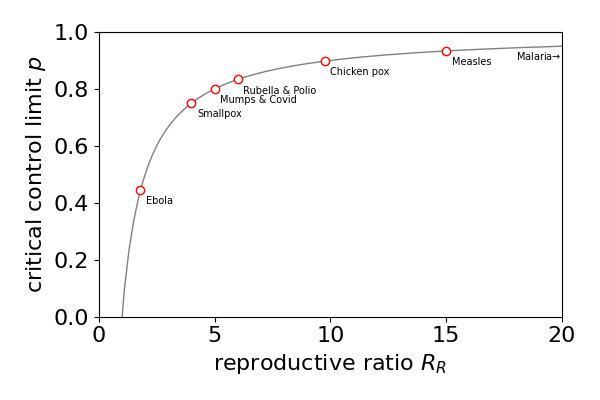 1.0
0.8
0.6
0.4
0.2
0.0
critical control limit p
Malaria→
Measles
Chicken pox
Rubella & Polio
Mumps & Covid
Smallpox
Ebola
0 5 10 15 20
reproductive ratio R_R